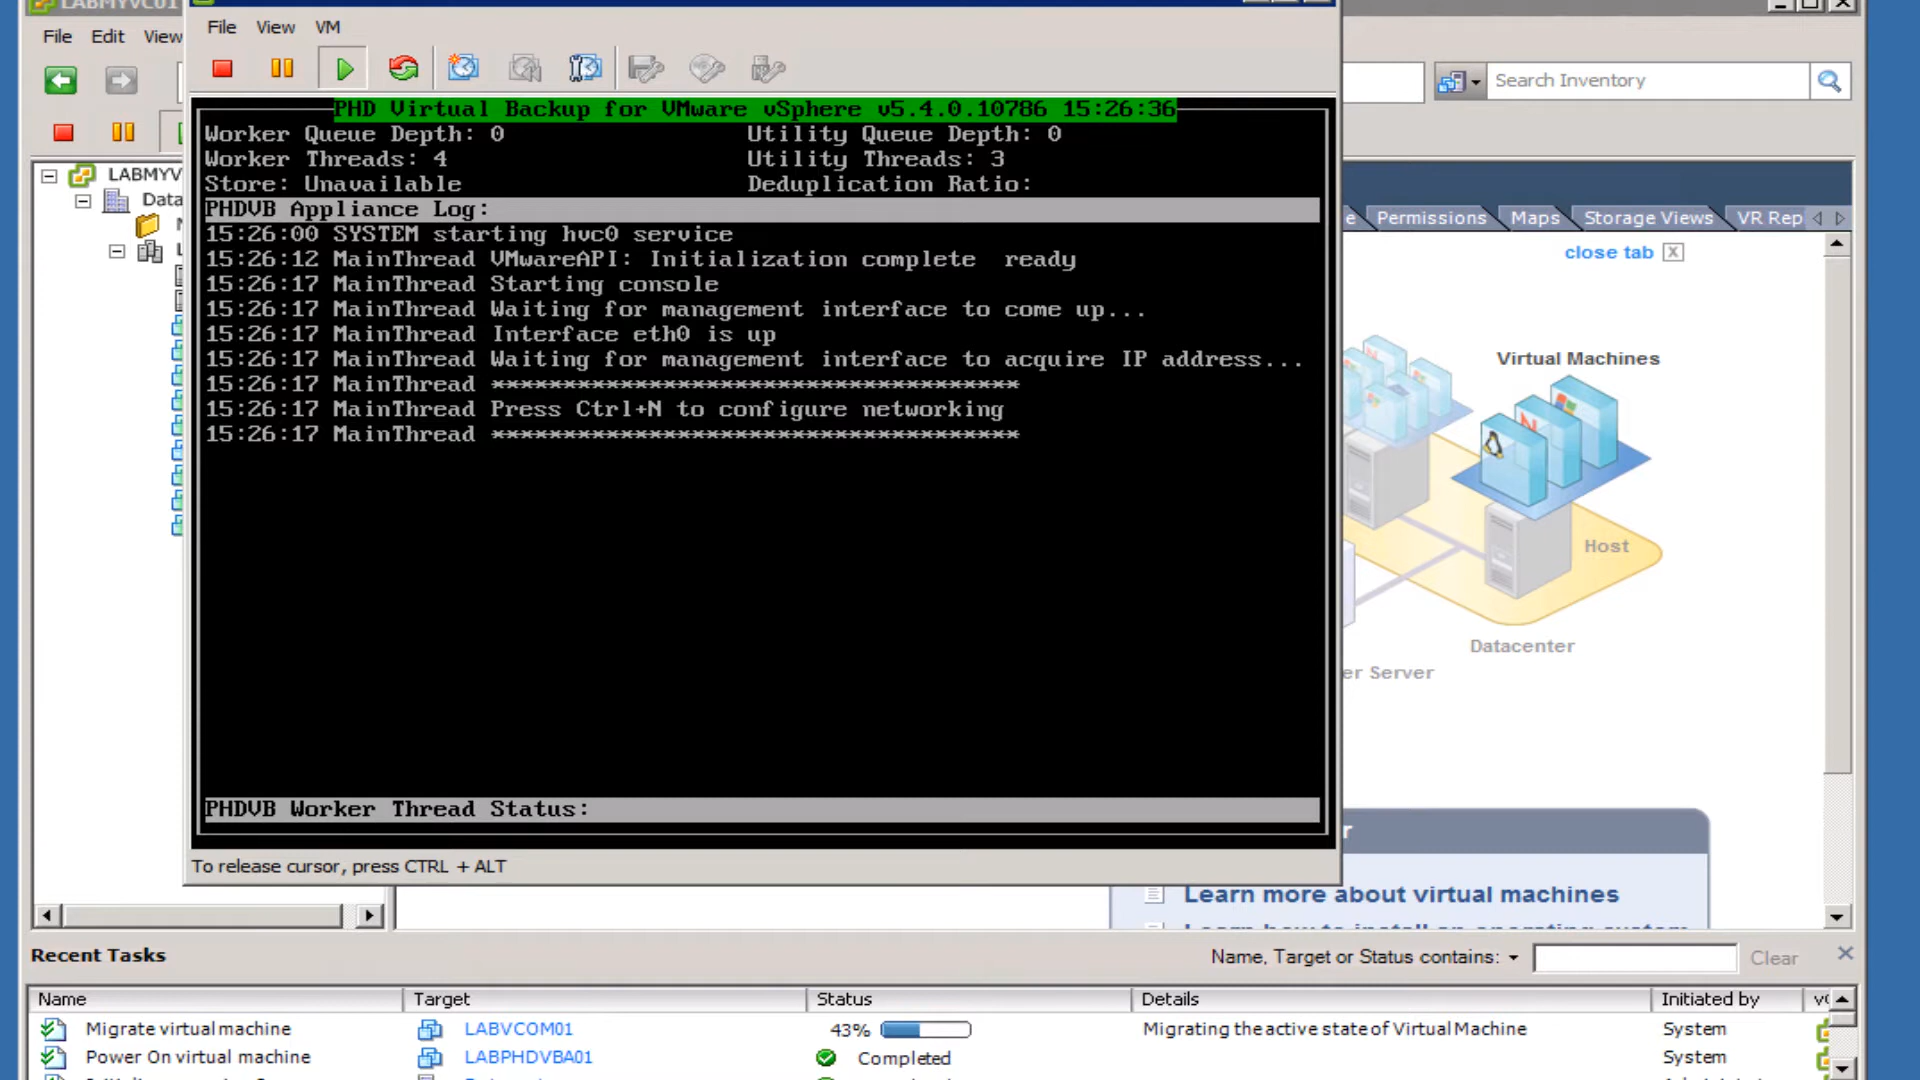 LABMYVC01
File Edit View
File View VM
Search Inventory
PHD Virtual Backup for VMware vSphere v5.4.0.10786 15:26:36
Worker Queue Depth: 0 Utility Queue Depth: 0
Worker Threads: 4 Utility Threads: 3
Store: Unavailable Deduplication Ratio:
PHDVB Appliance Log:
15:26:00 SYSTEM starting hvc0 service
15:26:12 MainThread VMwareAPI: Initialization complete ready
15:26:17 MainThread Starting console
15:26:17 MainThread Waiting for management interface to come up...
15:26:17 MainThread Interface eth0 is up
15:26:17 MainThread Waiting for management interface to acquire IP address...
15:26:17 MainThread *************************************
15:26:17 MainThread Press Ctrl+N to configure networking
15:26:17 MainThread *************************************
PHDVB Worker Thread Status:
To release cursor, press CTRL + ALT
LABMYV
Data
Permissions Maps Storage Views VR Rep
close tab X
Virtual Machines
Host
Datacenter
er Server
Learn more about virtual machines
Recent Tasks
Name, Target or Status contains: Clear
Name Target Status Details Initiated by
Migrate virtual machine LABVCOM01 43% Migrating the active state of Virtual Machine System
Power On virtual machine LABPHDVBA01 Completed System